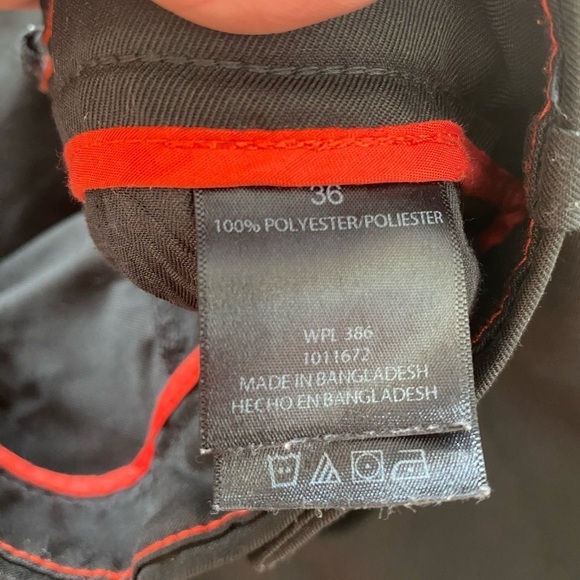 36
100% POLYESTER/POLIESTER
WPL 386
1011672
MADE IN BANGLADESH
HECHO EN BANGLADESH